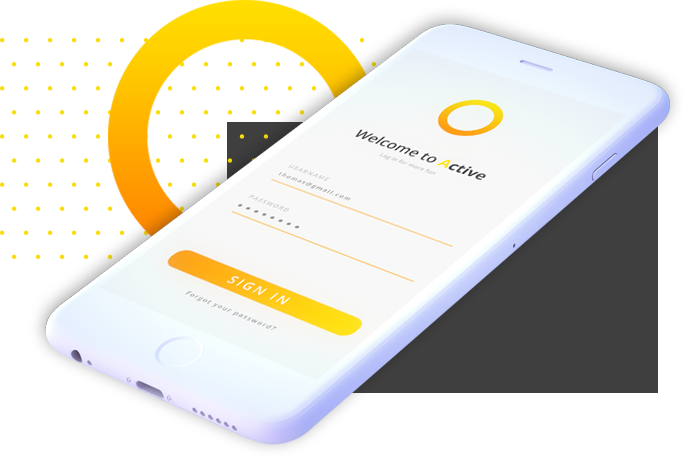 Welcome to Active
Log in for more fun
USERNAME
thomas@gmail.com
PASSWORD
SIGN IN
Forgot your password?